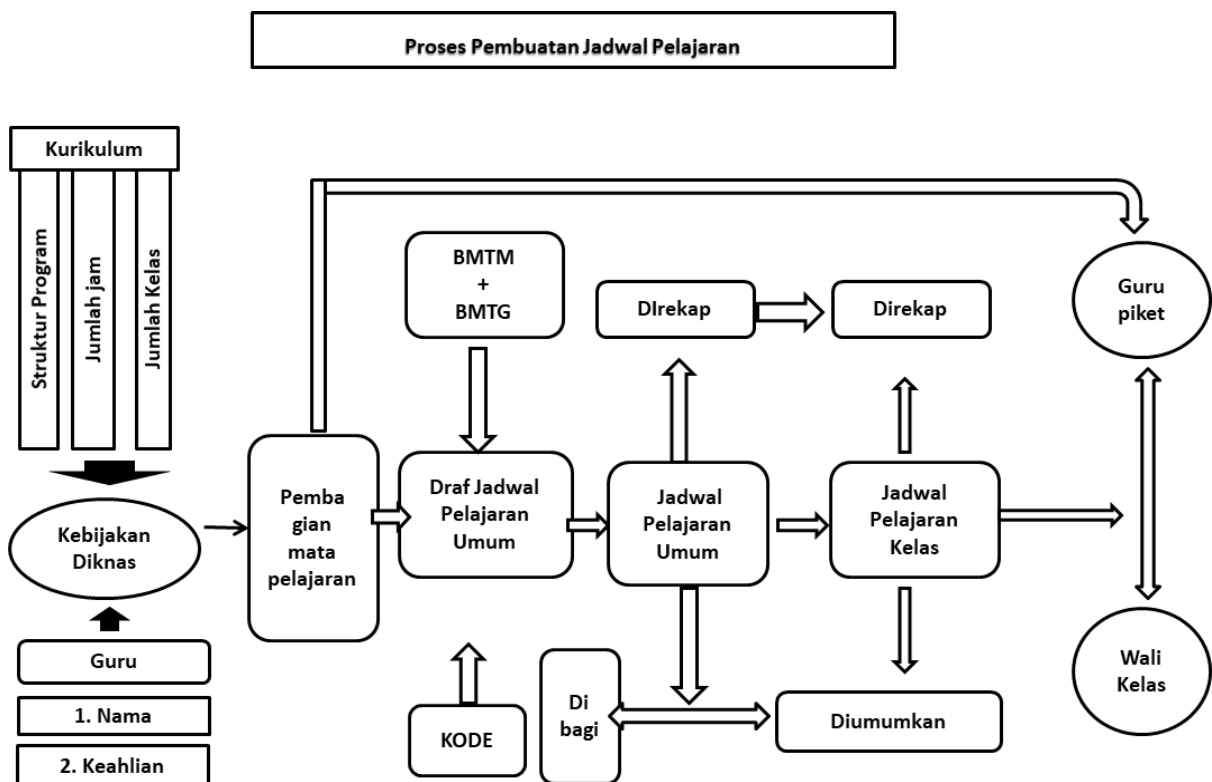 Proses Pembuatan Jadwal Pelajaran
Kurikulum
Struktur Program
Jumlah jam
Jumlah Kelas
Kebijakan
Diknas
Guru
1. Nama
2. Keahlian
Pemba
gian
mata
pelajaran
BMTM
+
BMTG
Draf Jadwal
Pelajaran
Umum
KODE
DIrekap
Jadwal
Pelajaran
Umum
Di
bagi
Direkap
Jadwal
Pelajaran
Kelas
Diumumkan
Guru
piket
Wali
Kelas